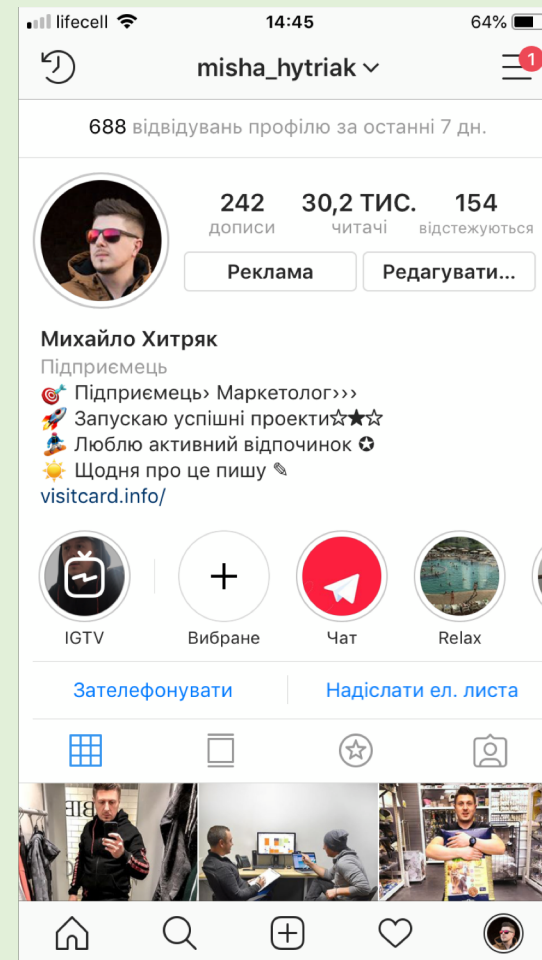 lifecell 14:45 64%
misha_hytriak
1
688 відвідувань профілю за останні 7 дн.
242 30,2 ТИС. 154
дописи читачі відстежуються
Реклама Редагувати...
Михайло Хитряк
Підприємець
🎯 Підприємець› Маркетолог›››
🚀 Запускаю успішні проекти☆★☆
🏂 Люблю активний відпочинок ✪
☀️ Щодня про це пишу ✎
visitcard.info/
IGTV Вибране Чат Relax
Зателефонувати Надіслати ел. листа